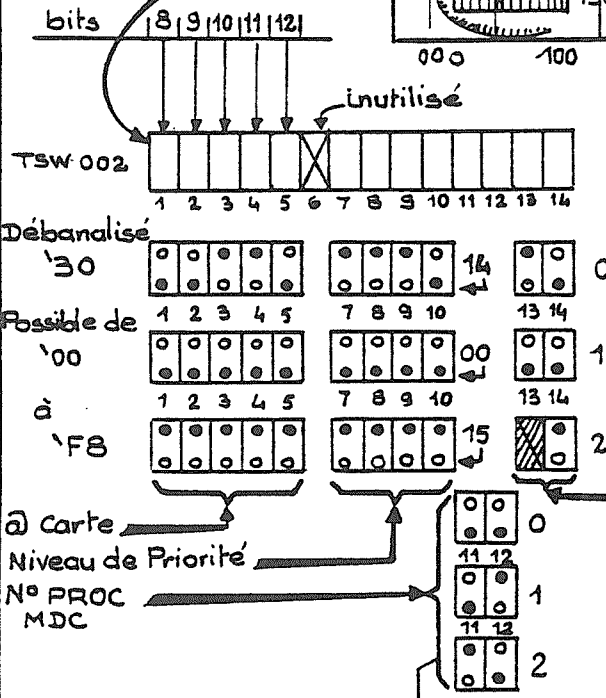 bits |8|9|10|11|12|
000 100
inutilisé
TSW-002
1 2 3 4 5 6 7 8 9 10 11 12 13 14
Débanalisé
'30
14
1 2 3 4 5 7 8 9 10 13 14
Possible de
'00
00 1
1 2 3 4 5 7 8 9 10 13 14
à
'F8
15 2
@ Carte
0
Niveau de Priorité
11 12
N° PROC
MDC
1
11 12
2